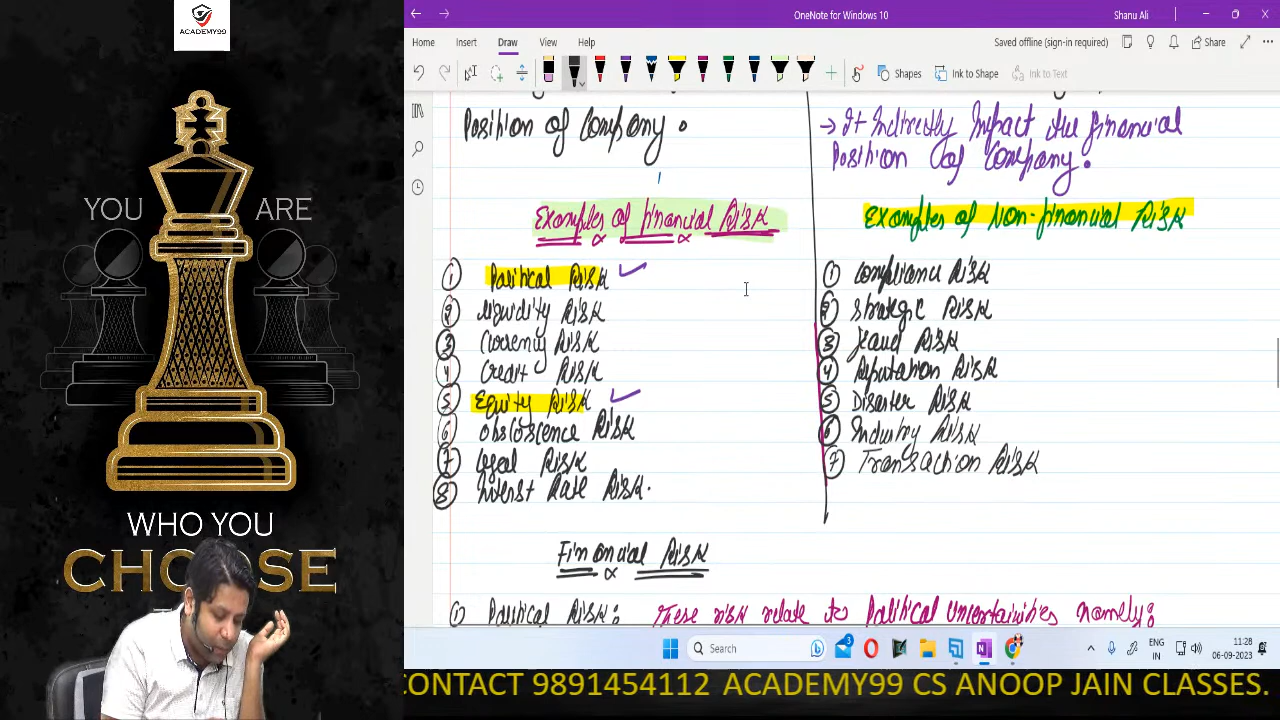 ACADEMY99
YOU ARE
WHO YOU
CHOOSE
OneNote for Windows 10
Shanu Ali
Home Insert Draw View Help
Saved offline (sign-in required)
Share
Shapes
Ink to Shape
Ink to Text
Position of Company
→ It Indirectly Impact the financial
Position of Company.
Examples of financial Risk
Examples of Non-financial Risk
① Political Risk ✓
② Liquidity Risk
③ Currency Risk
④ Credit Risk
⑤ Equity Risk ✓
⑥ Risk
⑦ Legal Risk
⑧ Rate Risk.
① Compliance Risk
② Strategic Risk
③ Fraud Risk
④ Reputation Risk
⑤ Disaster Risk
⑥ Industry Risk
⑦ Transaction Risk
Financial Risk
① Political Risk: These risk relate to Political namely:
Search
3
ENG
IN
11:28
06-09-2023
CONTACT 9891454112 ACADEMY99 CS ANOOP JAIN CLASSES.